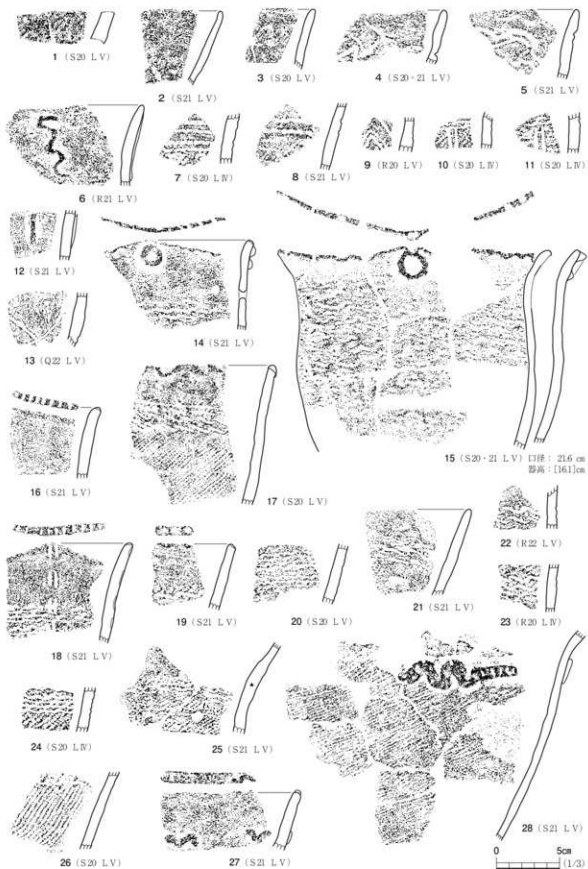 1 (S20 LⅤ)
2 (S21 LⅤ)
3 (S20 LⅤ)
4 (S20・21 LⅤ)
5 (S21 LⅤ)
6 (R21 LⅤ)
7 (S20 LⅣ)
8 (S21 LⅤ)
9 (R20 LⅤ)
10 (S20 LⅣ)
11 (S20 LⅣ)
12 (S21 LⅤ)
13 (Q22 LⅤ)
14 (S21 LⅤ)
15 (S20・21 LⅤ) 口径： 21.6 cm
器高：[16.1]cm
16 (S21 LⅤ)
17 (S20 LⅤ)
18 (S21 LⅤ)
19 (S21 LⅤ)
20 (S20 LⅤ)
21 (S21 LⅤ)
22 (R22 LⅤ)
23 (R20 LⅣ)
24 (S20 LⅣ)
25 (S21 LⅤ)
26 (S20 LⅤ)
27 (S21 LⅤ)
28 (S21 LⅤ)
0 5cm
(1/3)